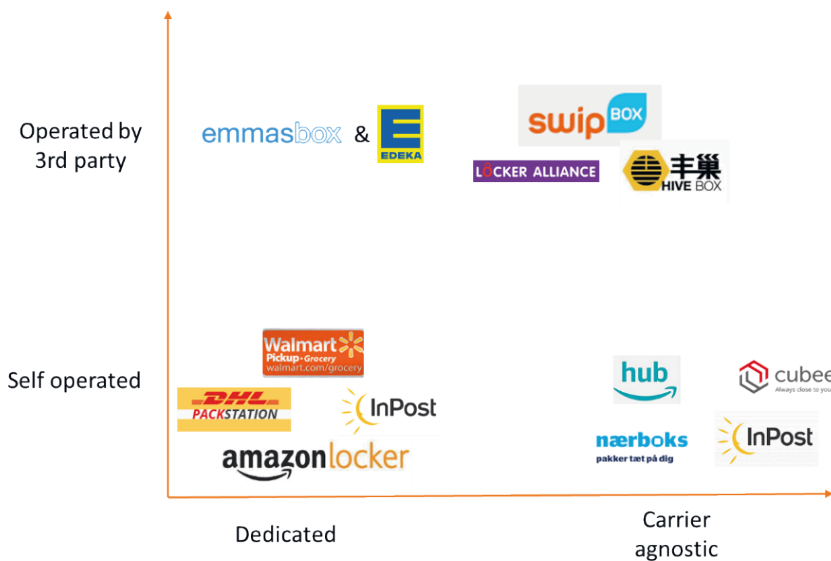 Operated by
3rd party
emmasbox & E
EDEKA
swip BOX
LOCKER ALLIANCE
丰巢
HIVE BOX
Self operated
Walmart
Pickup-Grocery
walmart.com/grocery
DHL
PACKSTATION
InPost
amazonlocker
hub
cubee
Always close to you
nærboks
pakker tæt på dig
InPost
Dedicated
Carrier
agnostic